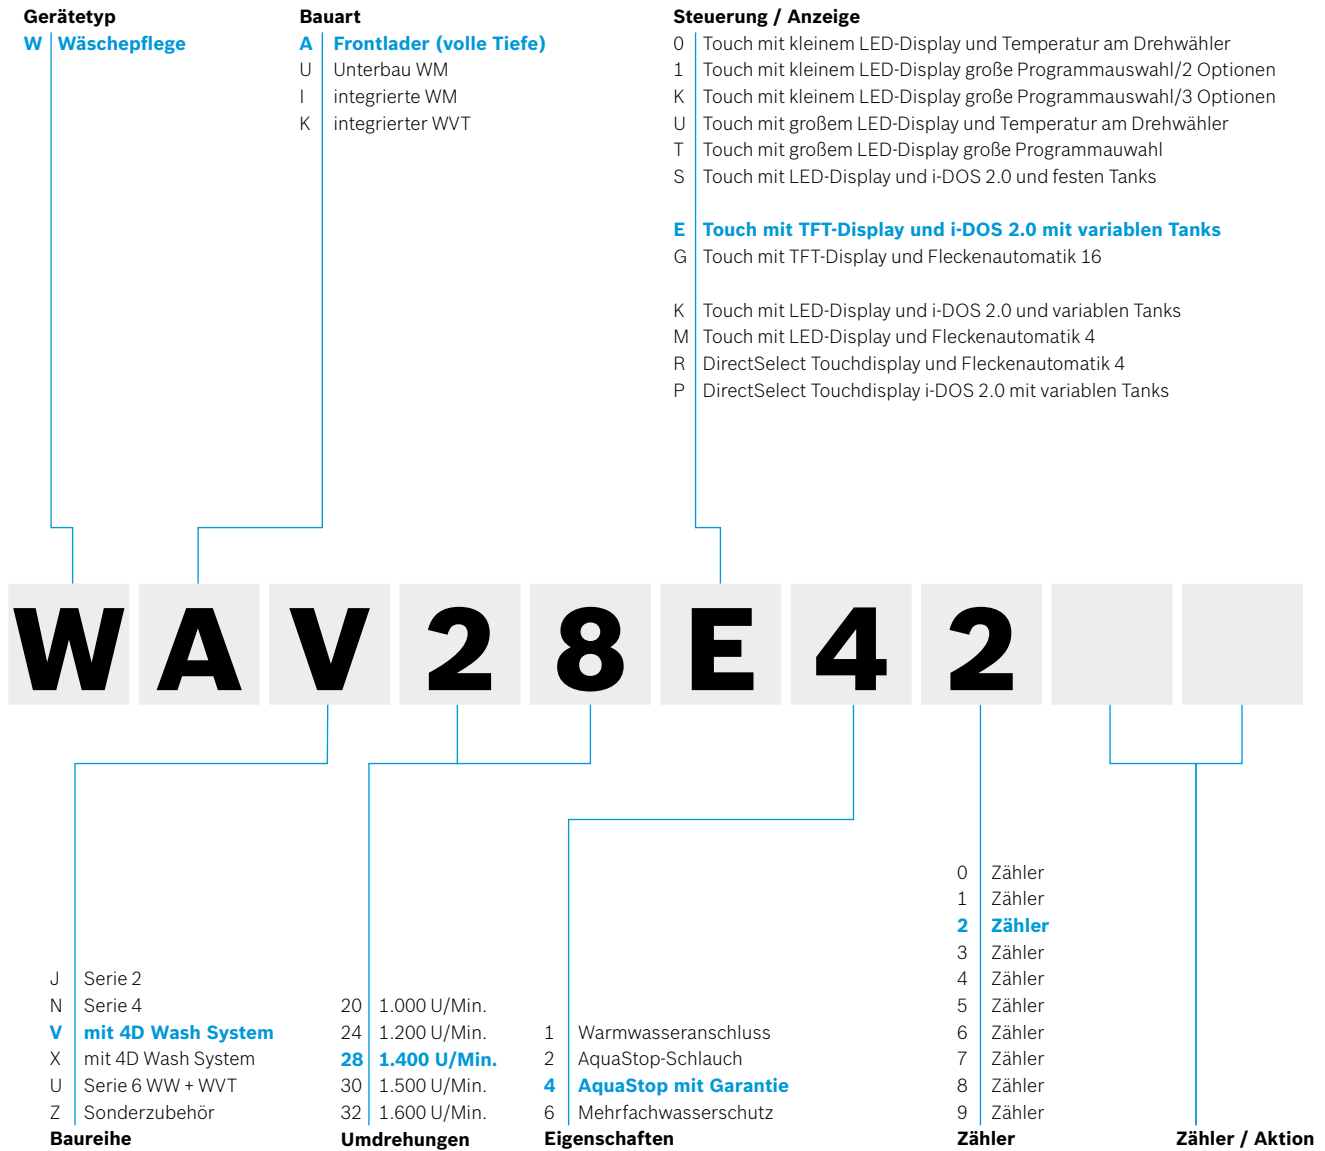 Gerätetyp
W Wäschepflege
Bauart
A Frontlader (volle Tiefe)
U Unterbau WM
I integrierte WM
K integrierter WVT
Steuerung / Anzeige
0 Touch mit kleinem LED-Display und Temperatur am Drehwähler
1 Touch mit kleinem LED-Display große Programmauswahl/2 Optionen
K Touch mit kleinem LED-Display große Programmauswahl/3 Optionen
U Touch mit großem LED-Display und Temperatur am Drehwähler
T Touch mit großem LED-Display große Programmauwahl
S Touch mit LED-Display und i-DOS 2.0 und festen Tanks
E Touch mit TFT-Display und i-DOS 2.0 mit variablen Tanks
G Touch mit TFT-Display und Fleckenautomatik 16
K Touch mit LED-Display und i-DOS 2.0 und variablen Tanks
M Touch mit LED-Display und Fleckenautomatik 4
R DirectSelect Touchdisplay und Fleckenautomatik 4
P DirectSelect Touchdisplay i-DOS 2.0 mit variablen Tanks
W A V 2 8 E 4 2
J Serie 2
N Serie 4
V mit 4D Wash System
X mit 4D Wash System
U Serie 6 WW + WVT
Z Sonderzubehör
Baureihe
20 1.000 U/Min.
24 1.200 U/Min.
28 1.400 U/Min.
30 1.500 U/Min.
32 1.600 U/Min.
Umdrehungen
1 Warmwasseranschluss
2 AquaStop-Schlauch
4 AquaStop mit Garantie
6 Mehrfachwasserschutz
Eigenschaften
0 Zähler
1 Zähler
2 Zähler
3 Zähler
4 Zähler
5 Zähler
6 Zähler
7 Zähler
8 Zähler
9 Zähler
Zähler
Zähler / Aktion